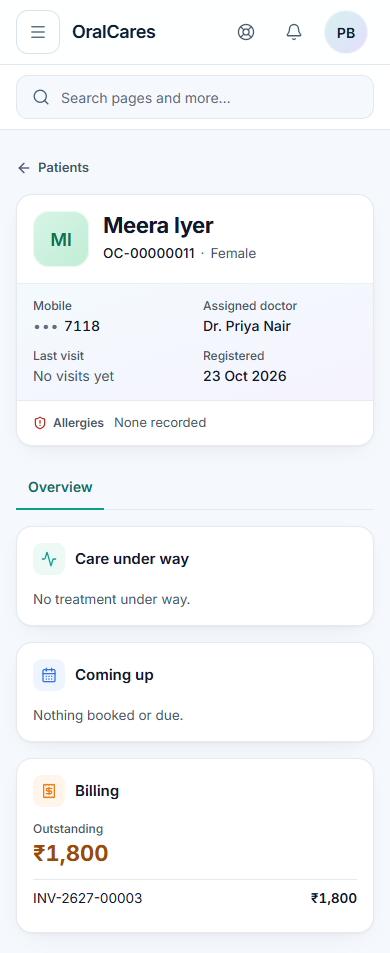 OralCares
PB
Search pages and more...
Patients
MI
Meera Iyer
OC-00000011 · Female
Mobile
••• 7118
Assigned doctor
Dr. Priya Nair
Last visit
No visits yet
Registered
23 Oct 2026
Allergies None recorded
Overview
Care under way
No treatment under way.
Coming up
Nothing booked or due.
Billing
Outstanding
₹1,800
INV-2627-00003 ₹1,800